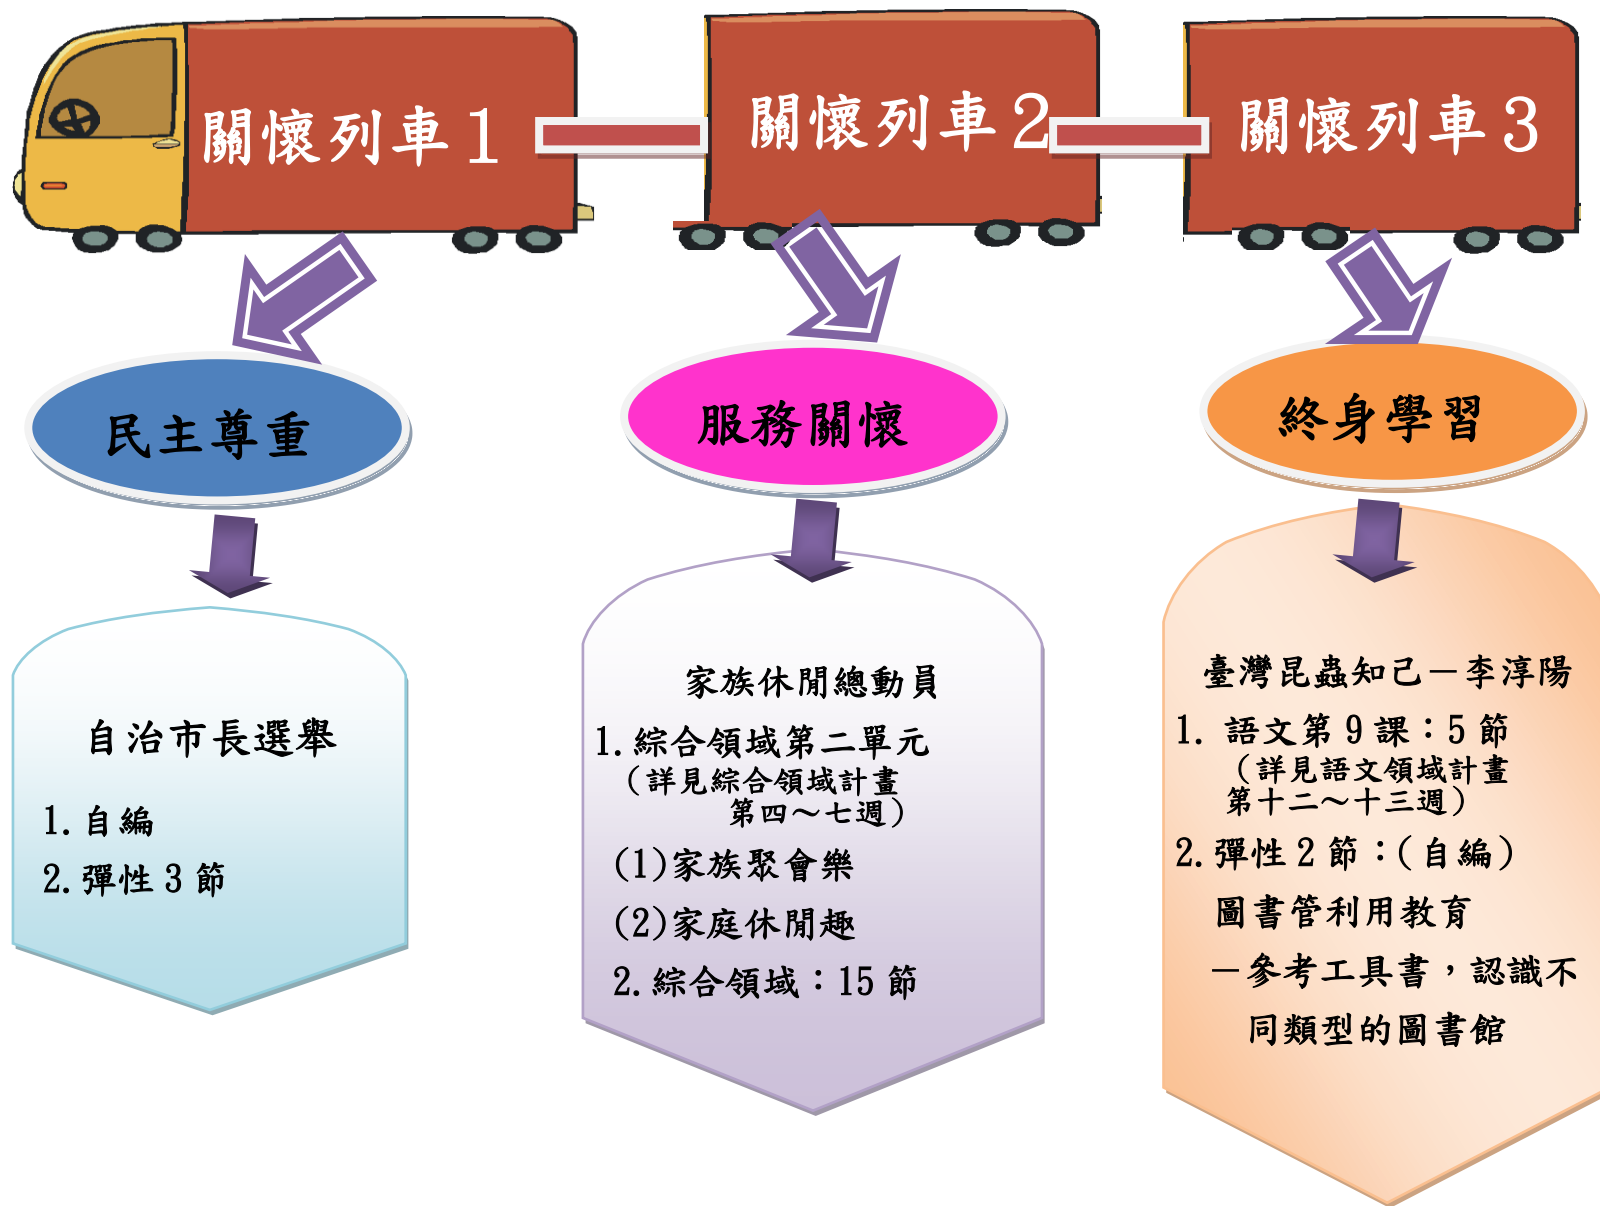 關懷列車1
關懷列車2
關懷列車3
民主尊重
服務關懷
終身學習
自治市長選舉
1.自編
2.彈性3節
家族休閒總動員
1.綜合領域第二單元
（詳見綜合領域計畫
第四～七週）
(1)家族聚會樂
(2)家庭休閒趣
2.綜合領域：15節
臺灣昆蟲知己－李淳陽
1. 語文第9課：5節
（詳見語文領域計畫
第十二～十三週）
2.彈性2節：(自編)
圖書管利用教育
－參考工具書，認識不
同類型的圖書館